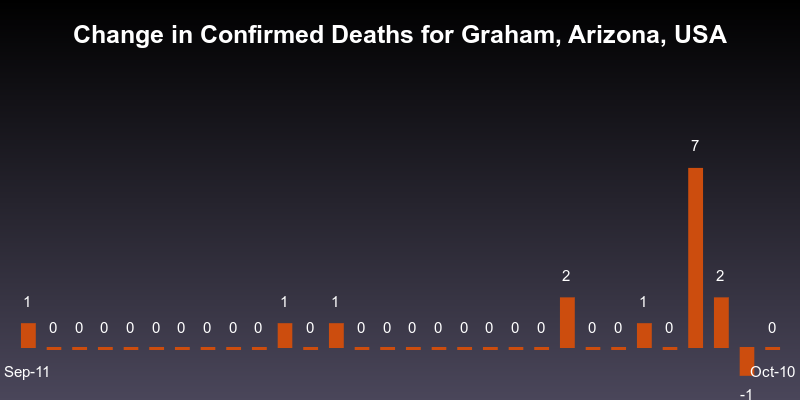 Change in Confirmed Deaths for Graham, Arizona, USA
7
2 2
1 1 1 1
0 0 0 0 0 0 0 0 0 0 0 0 0 0 0 0 0 0 0 0 0 0
Sep-11 Oct-10
-1